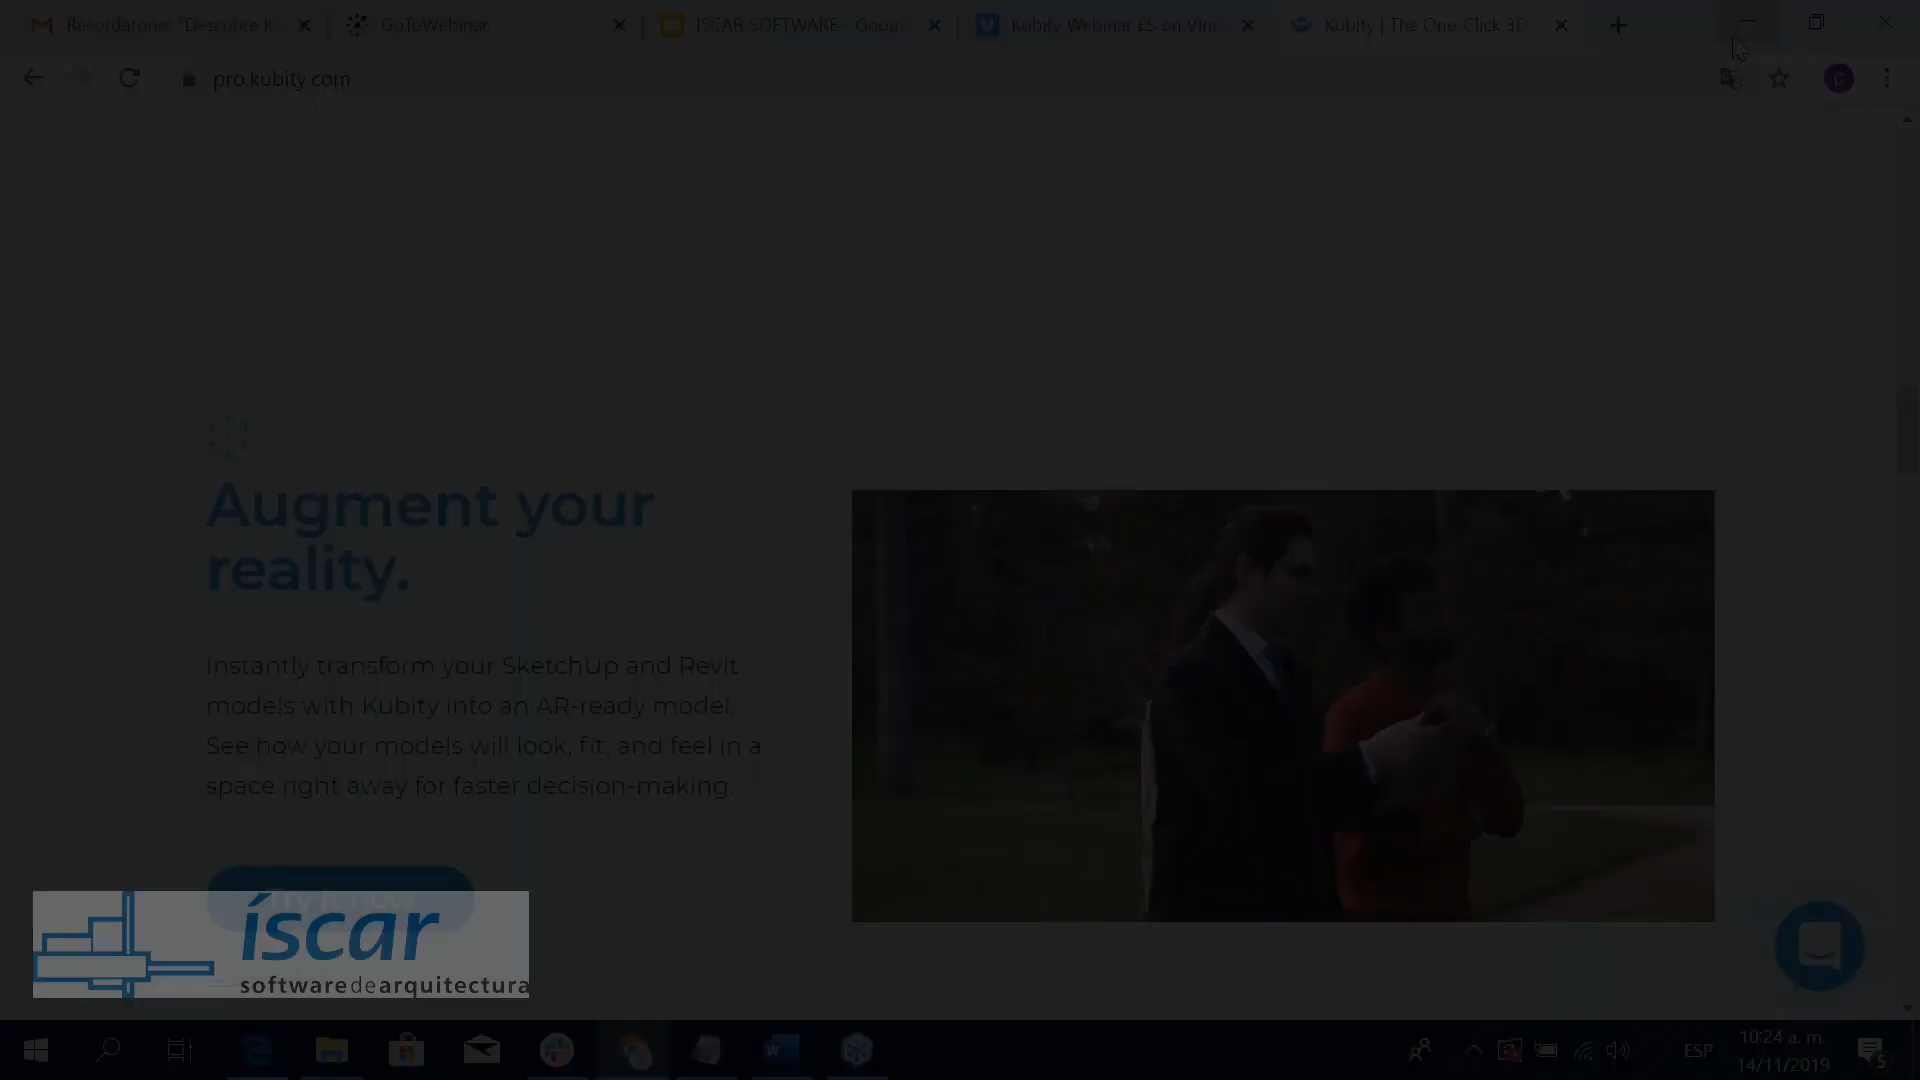 Recordatorio: "Descubre K
GoToWebinar
ISCAR SOFTWARE - Goog
Kubity Webinar ES on Vim
Kubity | The One-Click 3D
pro.kubity.com
C
Augment your
reality.
Instantly transform your SketchUp and Revit
models with Kubity into an AR-ready model.
See how your models will look, fit, and feel in a
space right away for faster decision-making.
íscar
softwaredearquitectura
ESP
10:24 a. m.
14/11/2019
5